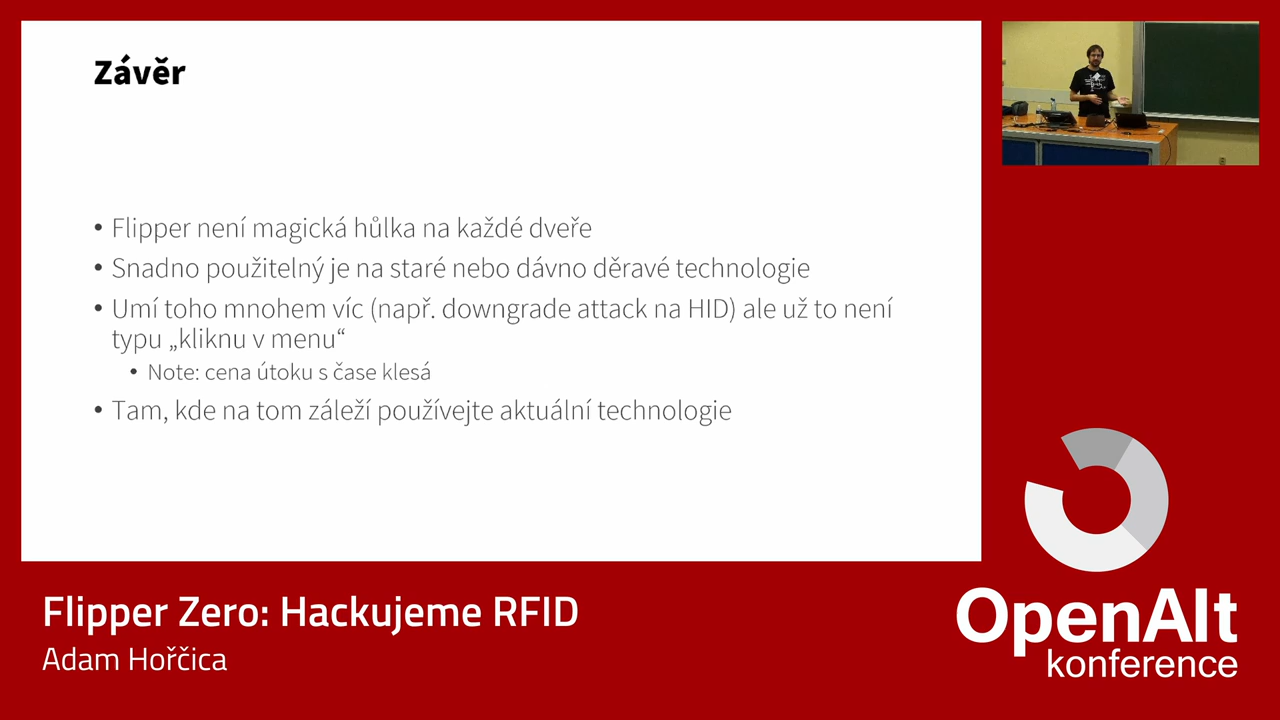 Závěr
• Flipper není magická hůlka na každé dveře
• Snadno použitelný je na staré nebo dávno děravé technologie
• Umí toho mnohem víc (např. downgrade attack na HID) ale už to není
typu „kliknu v menu“
• Note: cena útoku s čase klesá
• Tam, kde na tom záleží používejte aktuální technologie
Flipper Zero: Hackujeme RFID
Adam Hořčica
OpenAlt
konference